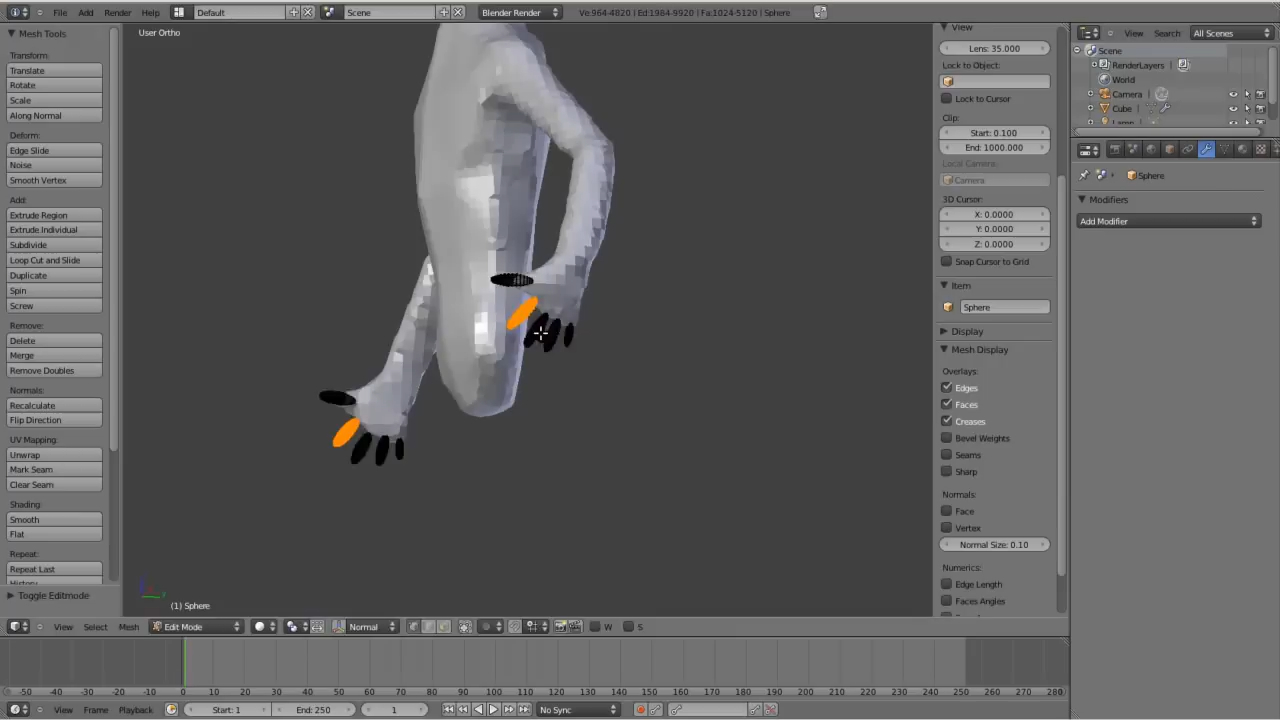 File Add Render Help Default Scene Blender Render Ve:964-4820 | Ed:1984-9920 | Fa:1024-5120 | Sphere
Mesh Tools
Transform:
Translate
Rotate
Scale
Along Normal
Deform:
Edge Slide
Noise
Smooth Vertex
Add:
Extrude Region
Extrude Individual
Subdivide
Loop Cut and Slide
Duplicate
Spin
Screw
Remove:
Delete
Merge
Remove Doubles
Normals:
Recalculate
Flip Direction
UV Mapping:
Unwrap
Mark Seam
Clear Seam
Shading:
Smooth
Flat
Repeat:
Repeat Last
History...
Toggle Editmode
User Ortho
(1) Sphere
View
Lens: 35.000
Lock to Object:
Lock to Cursor
Clip:
Start: 0.100
End: 1000.000
Local Camera:
Camera
3D Cursor:
X: 0.0000
Y: 0.0000
Z: 0.0000
Snap Cursor to Grid
Item
Sphere
Display
Mesh Display
Overlays:
Edges
Faces
Creases
Bevel Weights
Seams
Sharp
Normals:
Face
Vertex
Normal Size: 0.10
Numerics:
Edge Length
Faces Angles
View Search: All Scenes
Scene
RenderLayers
World
Camera
Cube
Lamp
Sphere
Modifiers
Add Modifier
View Select Mesh Edit Mode Normal W S
-50 -40 -30 -20 -10 0 10 20 30 40 50 60 70 80 90 100 110 120 130 140 150 160 170 180 190 200 210 220 230 240 250 260 270 280
View Frame Playback Start: 1 End: 250 1 No Sync